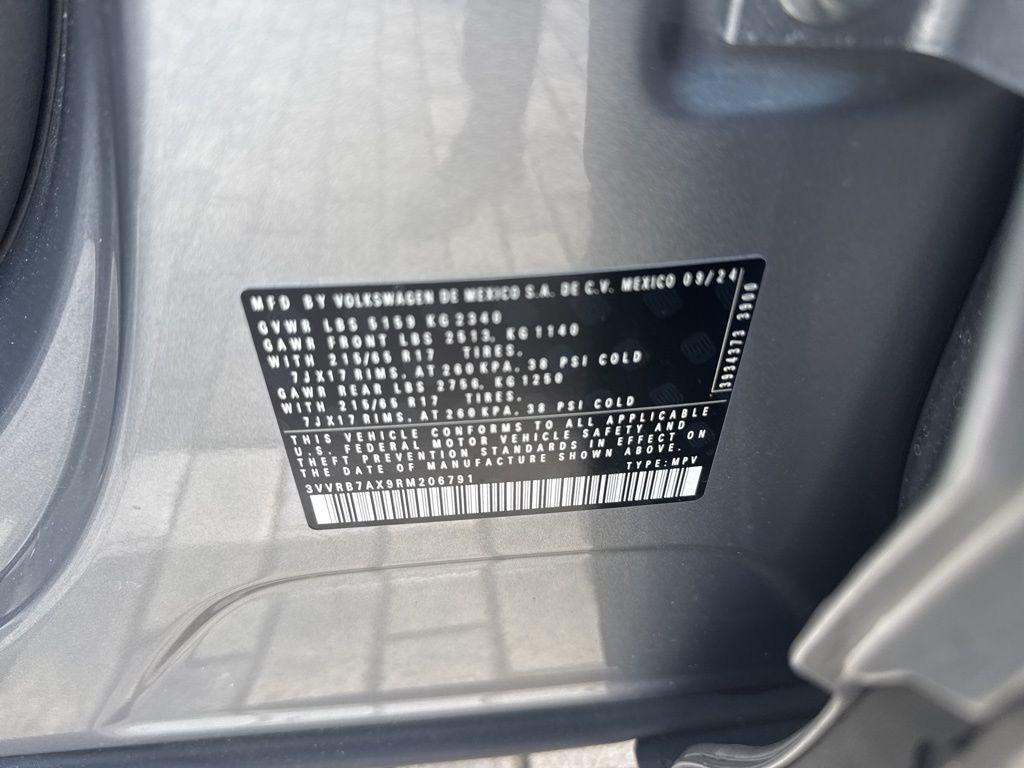 MFD BY VOLKSWAGEN DE MEXICO S.A. DE C.V. MEXICO 03/24
GVWR LBS 5159 KG 2340
GAWR FRONT LBS 2513, KG 1140
WITH 215/65 R17 TIRES.
7JX17 RIMS, AT 260 KPA, 38 PSI COLD
GAWR REAR LBS 2756, KG 1250
WITH 215/65 R17 TIRES.
7JX17 RIMS, AT 260 KPA, 38 PSI COLD
THIS VEHICLE CONFORMS TO ALL APPLICABLE
U.S. FEDERAL MOTOR VEHICLE SAFETY AND
THEFT PREVENTION STANDARDS IN EFFECT ON
THE DATE OF MANUFACTURE SHOWN ABOVE.
3VVRB7AX9RM206791 TYPE: MPV